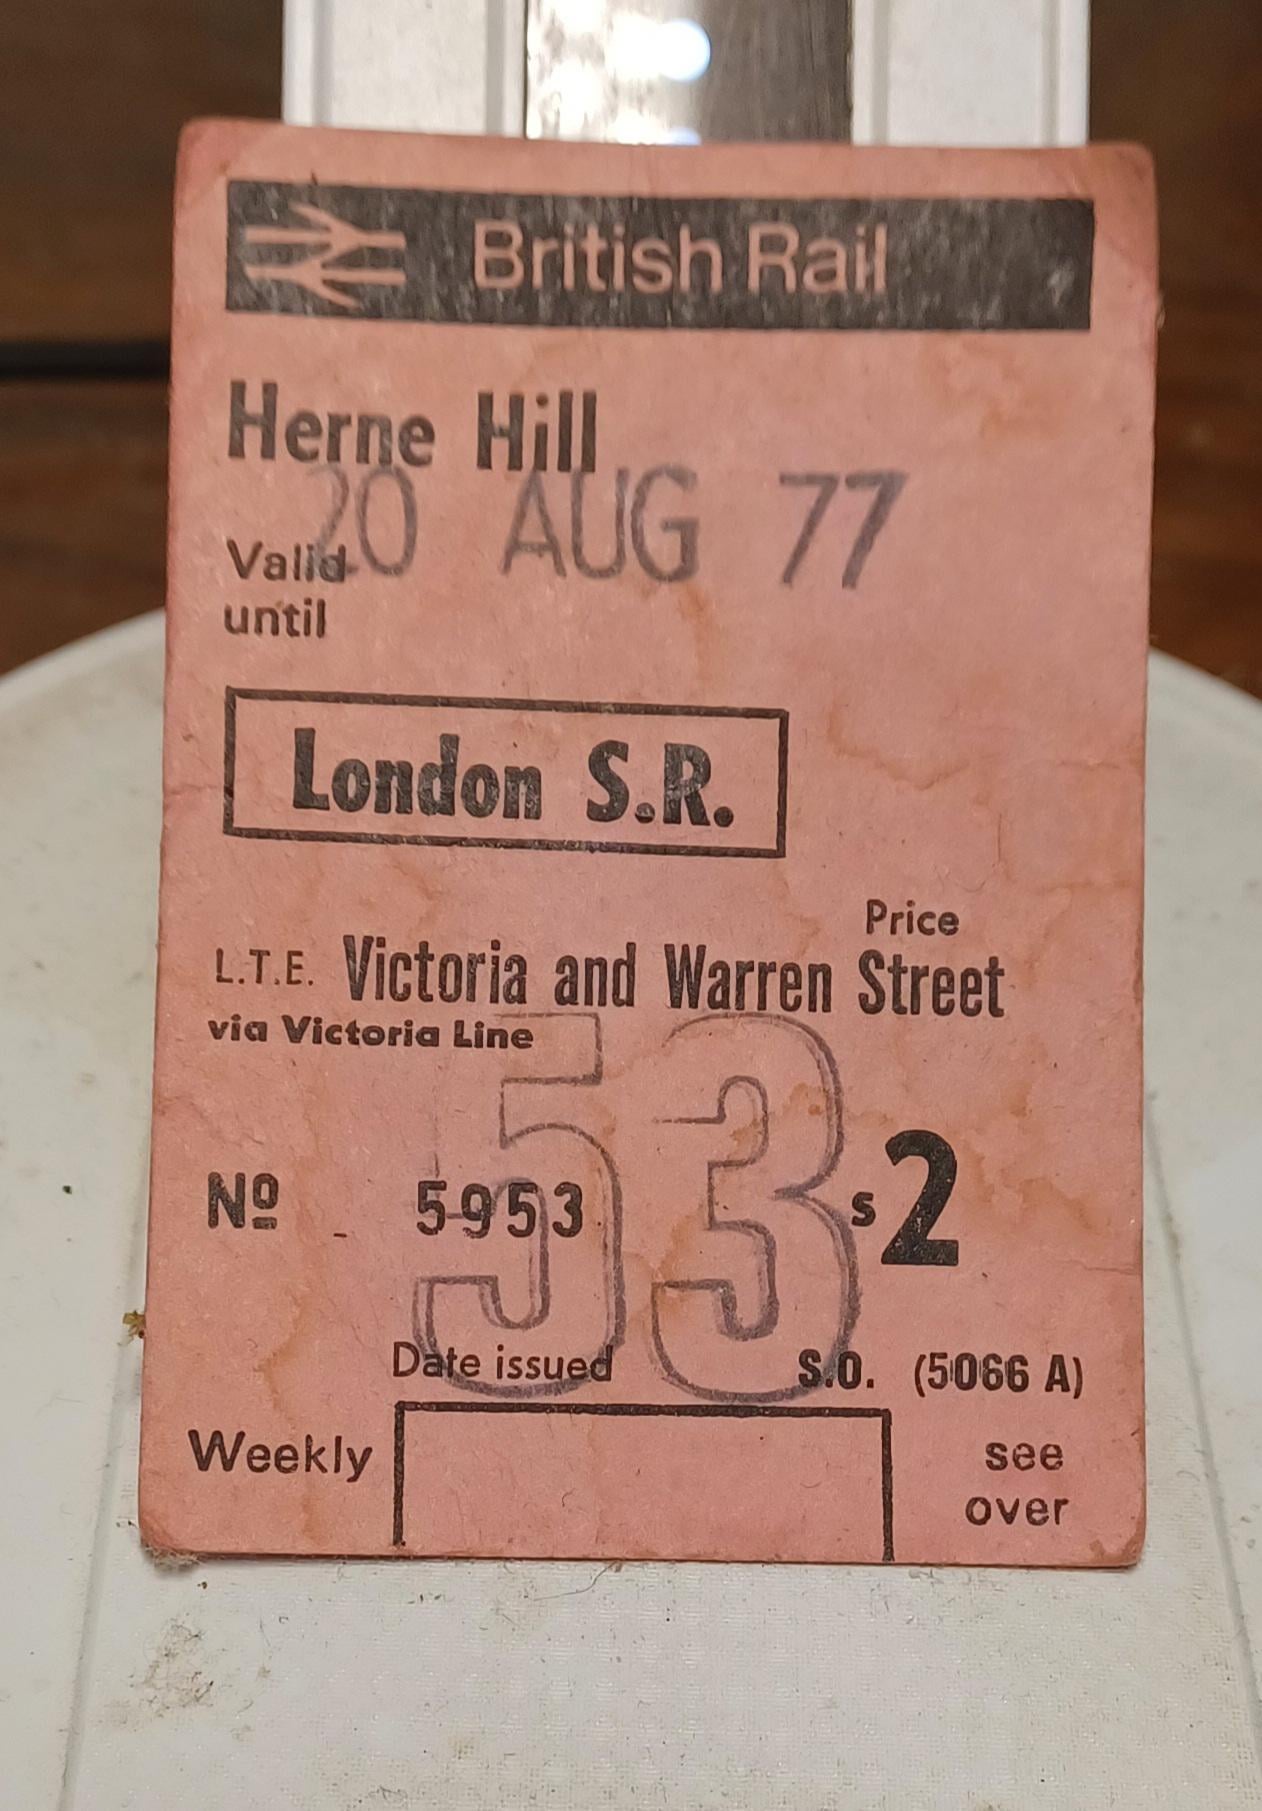 British Rail
Herne Hill
20 AUG 77
Valid
until
London S.R.
Price
L.T.E. Victoria and Warren Street
via Victoria Line
53
Nº 5953 s2
Date issued S.O. (5066 A)
Weekly see
over